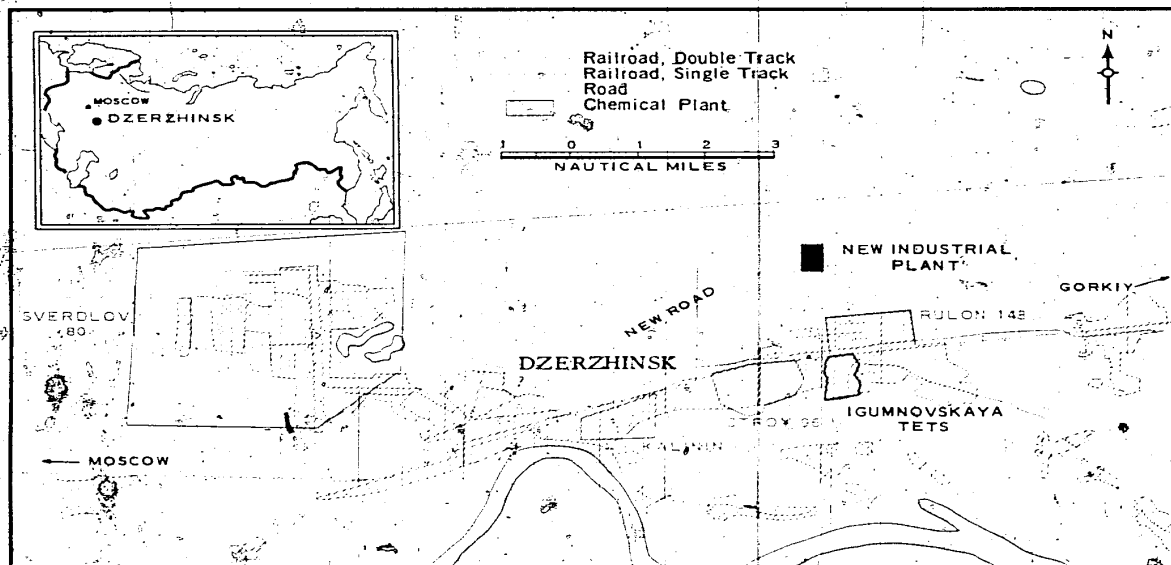 MOSCOW
DZERZHINSK
Railroad, Double Track
Railroad, Single Track
Road
Chemical Plant
1 0 1 2 3
NAUTICAL MILES
N
NEW INDUSTRIAL
PLANT
GORKIY
SVERDLOV
80
NEW ROAD
RULON 148
DZERZHINSK
IGUMNOVSKAYA
TETS
KALININ
MOSCOW